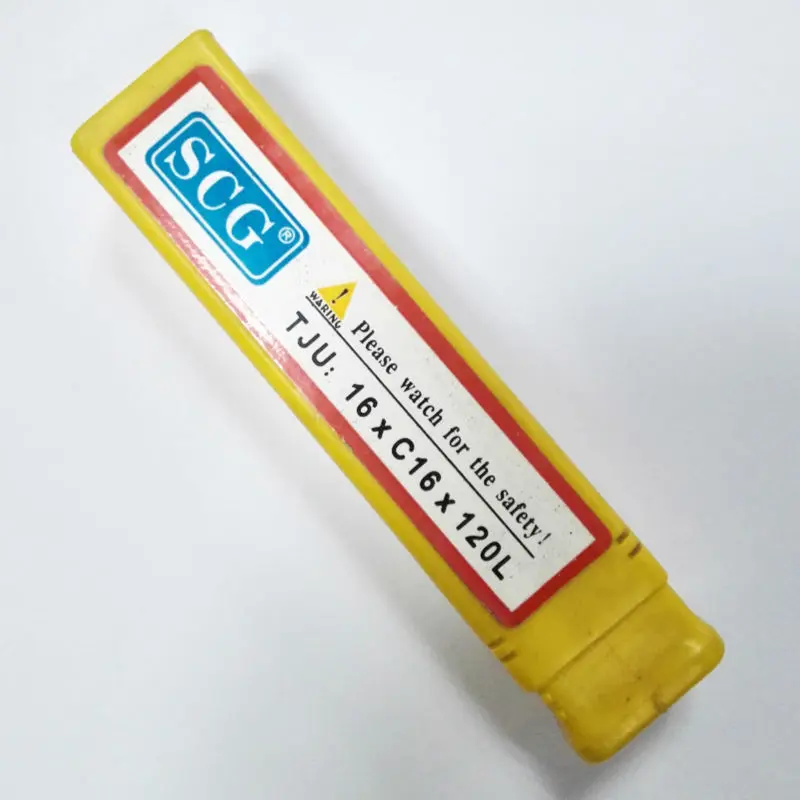 SCG®
WARING
Please watch for the safety!
TJU: 16 x C16 x 120L